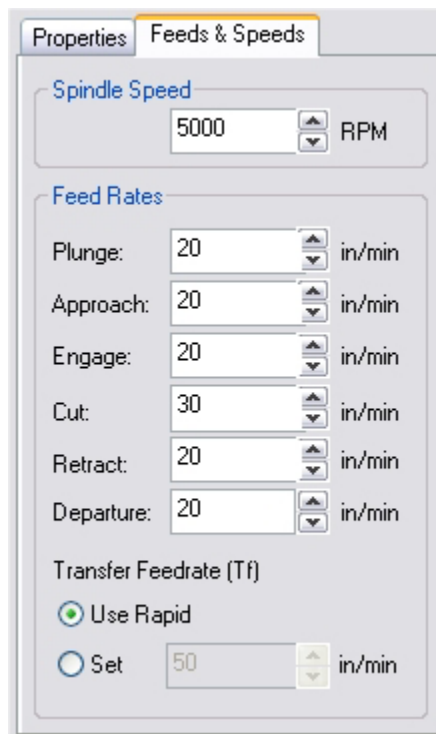 Properties Feeds & Speeds
Spindle Speed
5000 RPM
Feed Rates
Plunge: 20 in/min
Approach: 20 in/min
Engage: 20 in/min
Cut: 30 in/min
Retract: 20 in/min
Departure: 20 in/min
Transfer Feedrate (Tf)
Use Rapid
Set 50 in/min